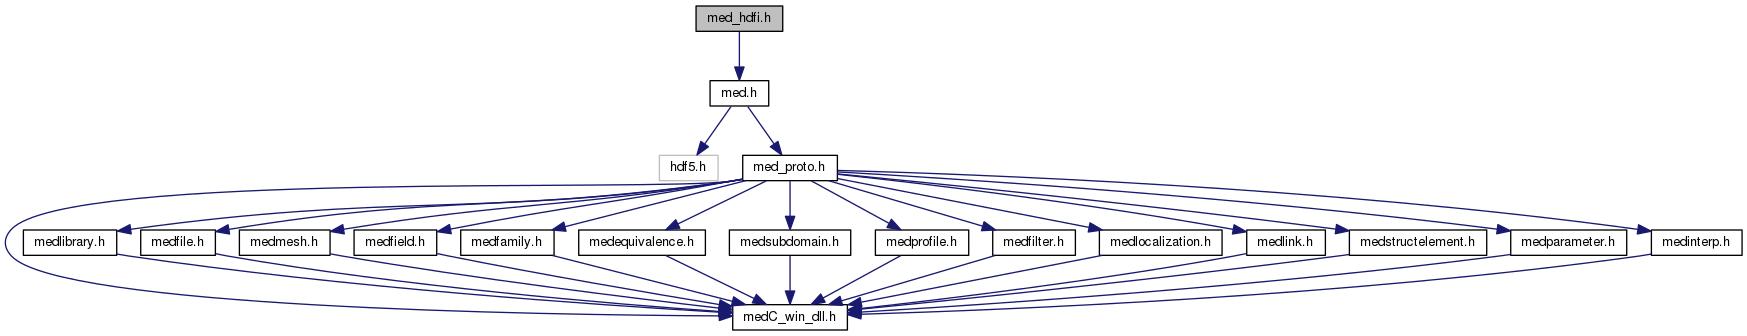 med_hdfi.h
med.h
hdf5.h
med_proto.h
medlibrary.h
medfile.h
medmesh.h
medfield.h
medfamily.h
medequivalence.h
medsubdomain.h
medprofile.h
medfilter.h
medlocalization.h
medlink.h
medstructelement.h
medparameter.h
medinterp.h
medC_win_dll.h